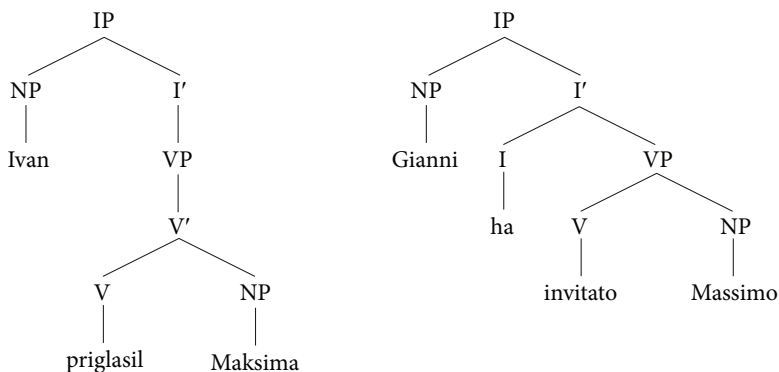 IP IP
NP I′ NP I′
Ivan VP Gianni I VP
V′ ha V NP
V NP invitato Massimo
priglasil Maksima